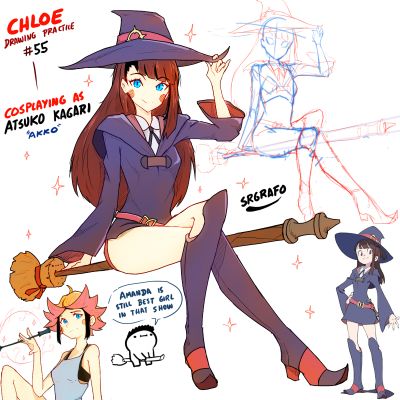 CHLOE
DRAWING PRACTICE
#55
COSPLAYING AS
ATSUKO KAGARI
"AKKO"
SRGRAFO
AMANDA IS
STILL BEST GIRL
IN THAT SHOW